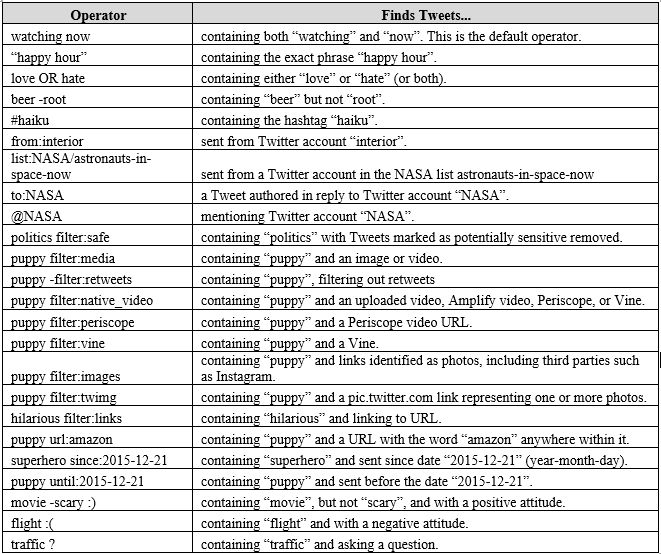 Operator Finds Tweets...
watching now containing both “watching” and “now”. This is the default operator.
“happy hour” containing the exact phrase “happy hour”.
love OR hate containing either “love” or “hate” (or both).
beer -root containing “beer” but not “root”.
#haiku containing the hashtag “haiku”.
from:interior sent from Twitter account “interior”.
list:NASA/astronauts-in-
space-now sent from a Twitter account in the NASA list astronauts-in-space-now
to:NASA a Tweet authored in reply to Twitter account “NASA”.
@NASA mentioning Twitter account “NASA”.
politics filter:safe containing “politics” with Tweets marked as potentially sensitive removed.
puppy filter:media containing “puppy” and an image or video.
puppy -filter:retweets containing “puppy”, filtering out retweets
puppy filter:native_video containing “puppy” and an uploaded video, Amplify video, Periscope, or Vine.
puppy filter:periscope containing “puppy” and a Periscope video URL.
puppy filter:vine containing “puppy” and a Vine.
containing “puppy” and links identified as photos, including third parties such
puppy filter:images as Instagram.
puppy filter:twimg containing “puppy” and a pic.twitter.com link representing one or more photos.
hilarious filter:links containing “hilarious” and linking to URL.
puppy url:amazon containing “puppy” and a URL with the word “amazon” anywhere within it.
superhero since:2015-12-21 containing “superhero” and sent since date “2015-12-21” (year-month-day).
puppy until:2015-12-21 containing “puppy” and sent before the date “2015-12-21”.
movie -scary :) containing “movie”, but not “scary”, and with a positive attitude.
flight :( containing “flight” and with a negative attitude.
traffic ? containing “traffic” and asking a question.